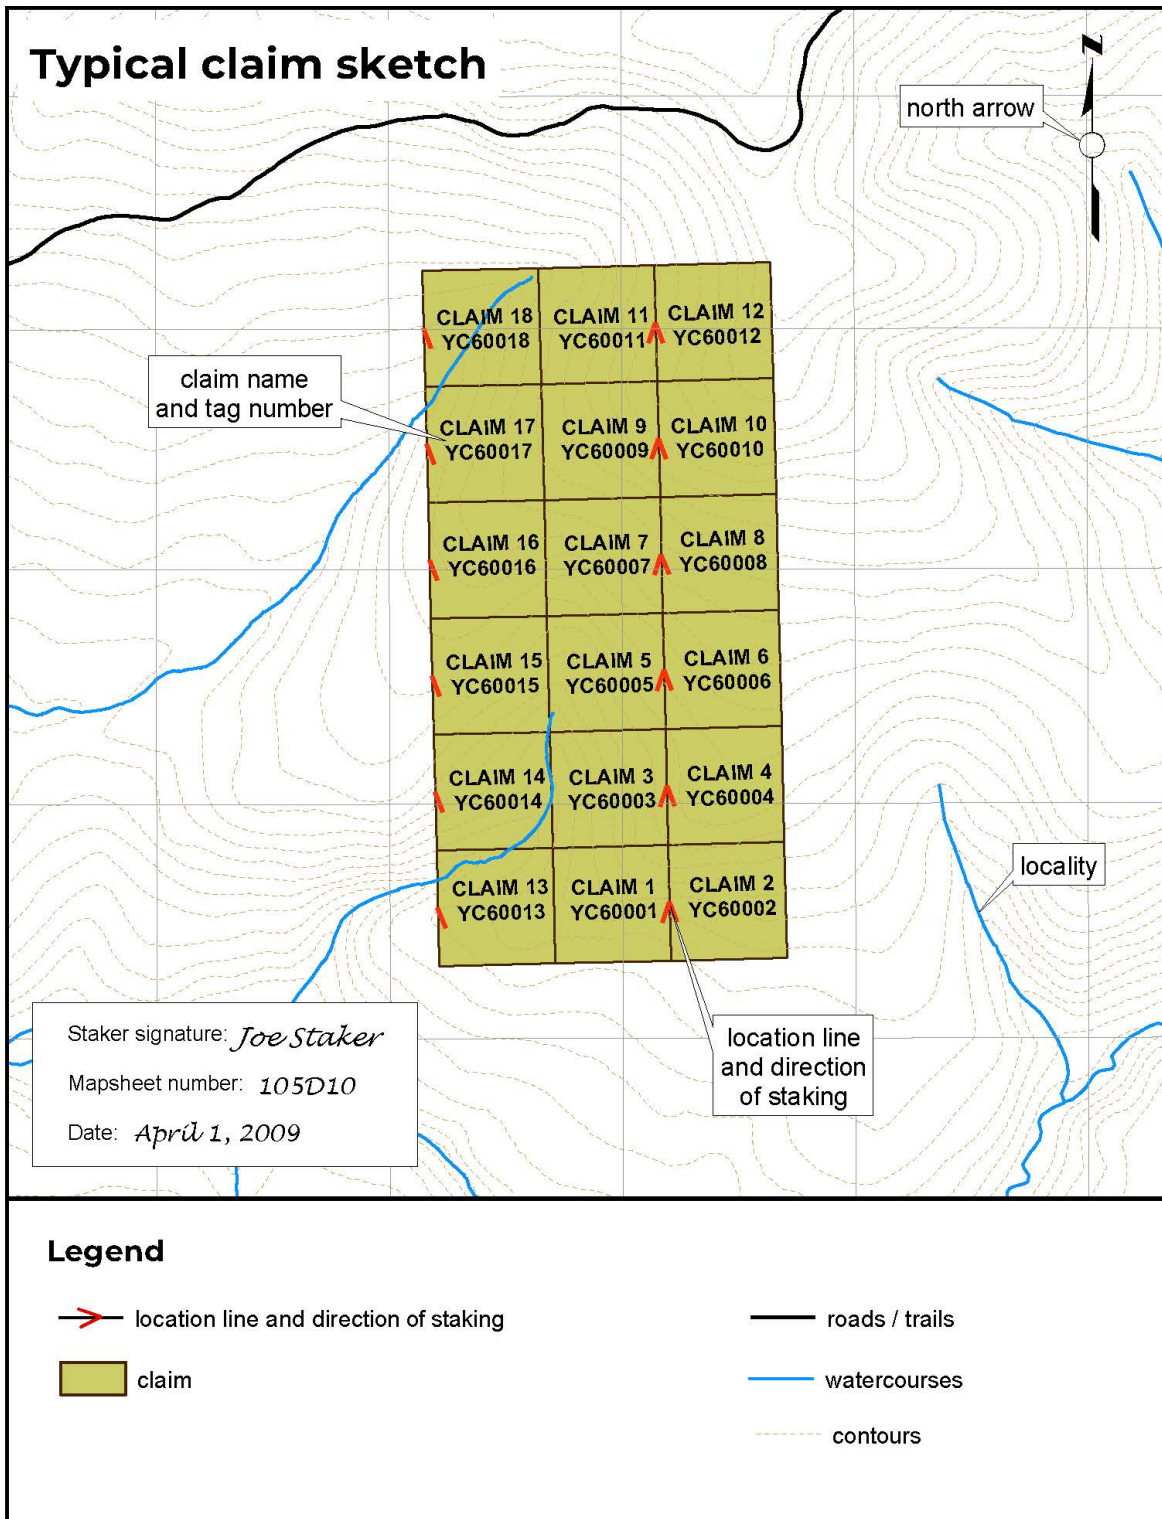 Typical claim sketch
N
north arrow
CLAIM 18
YC60018
CLAIM 11
YC60011
CLAIM 12
YC60012
claim name
and tag number
CLAIM 17
YC60017
CLAIM 9
YC60009
CLAIM 10
YC60010
CLAIM 16
YC60016
CLAIM 7
YC60007
CLAIM 8
YC60008
CLAIM 15
YC60015
CLAIM 5
YC60005
CLAIM 6
YC60006
CLAIM 14
YC60014
CLAIM 3
YC60003
CLAIM 4
YC60004
locality
CLAIM 13
YC60013
CLAIM 1
YC60001
CLAIM 2
YC60002
Staker signature: Joe Staker
Mapsheet number: 105D10
Date: April 1, 2009
location line
and direction
of staking
Legend
location line and direction of staking
claim
roads / trails
watercourses
contours